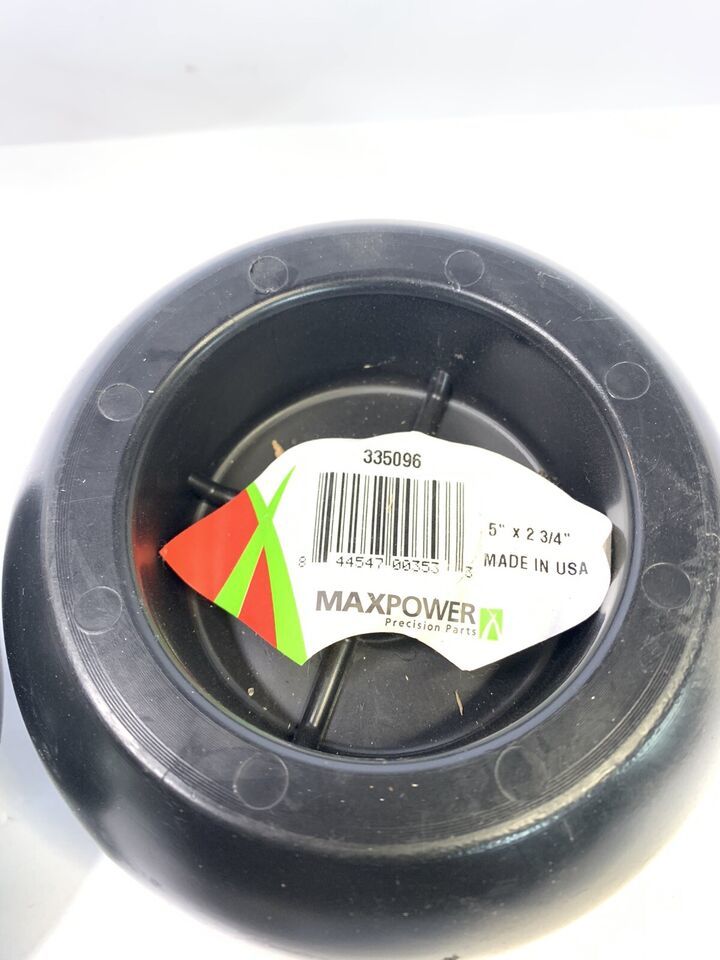 335096
5" x 2 3/4"
MADE IN USA
8 44547 00353 3
MAXPOWER
Precision Parts